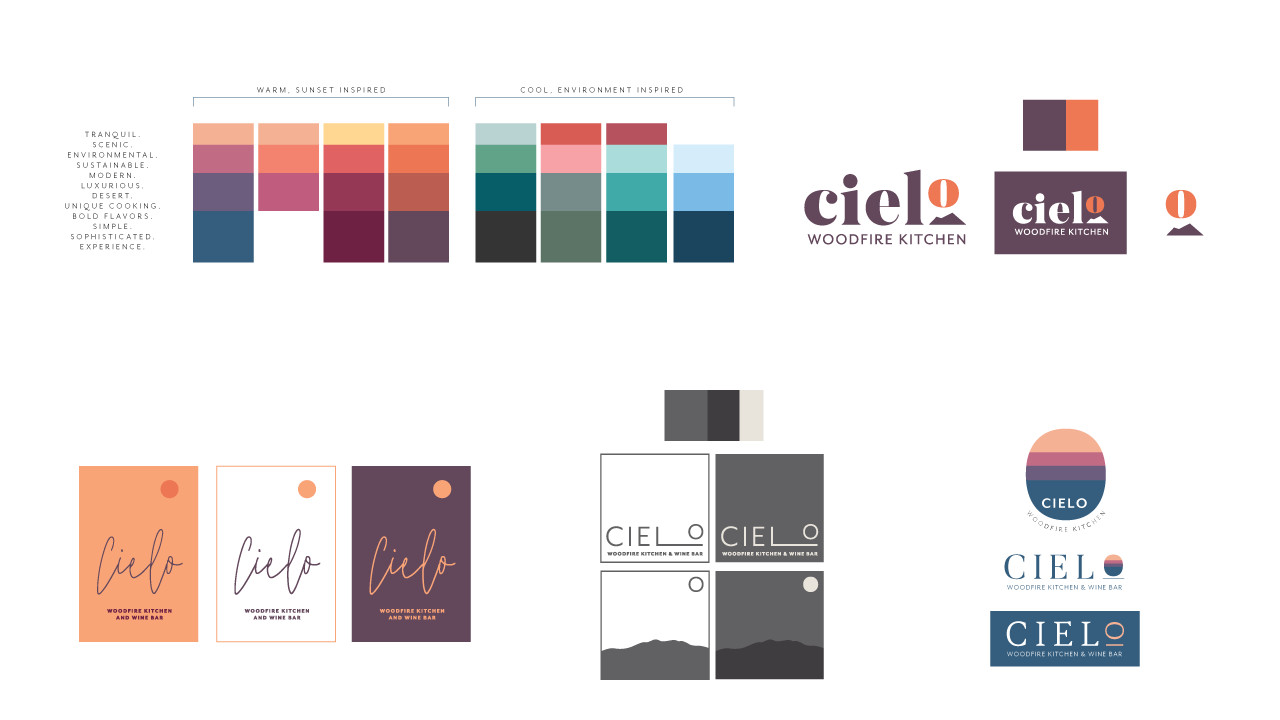 WARM, SUNSET INSPIRED
COOL, ENVIRONMENT INSPIRED
TRANQUIL.
SCENIC.
ENVIRONMENTAL.
SUSTAINABLE.
MODERN.
LUXURIOUS.
DESERT.
UNIQUE COOKING.
BOLD FLAVORS.
SIMPLE.
SOPHISTICATED.
EXPERIENCE.
cielo
WOODFIRE KITCHEN
cielo
WOODFIRE KITCHEN
o
Cielo
WOODFIRE KITCHEN
AND WINE BAR
Cielo
WOODFIRE KITCHEN
AND WINE BAR
Cielo
WOODFIRE KITCHEN
AND WINE BAR
CIELO
WOODFIRE KITCHEN & WINE BAR
CIELO
WOODFIRE KITCHEN & WINE BAR
CIELO
WOODFIRE KITCHEN
CIELO
WOODFIRE KITCHEN & WINE BAR
CIELO
WOODFIRE KITCHEN & WINE BAR